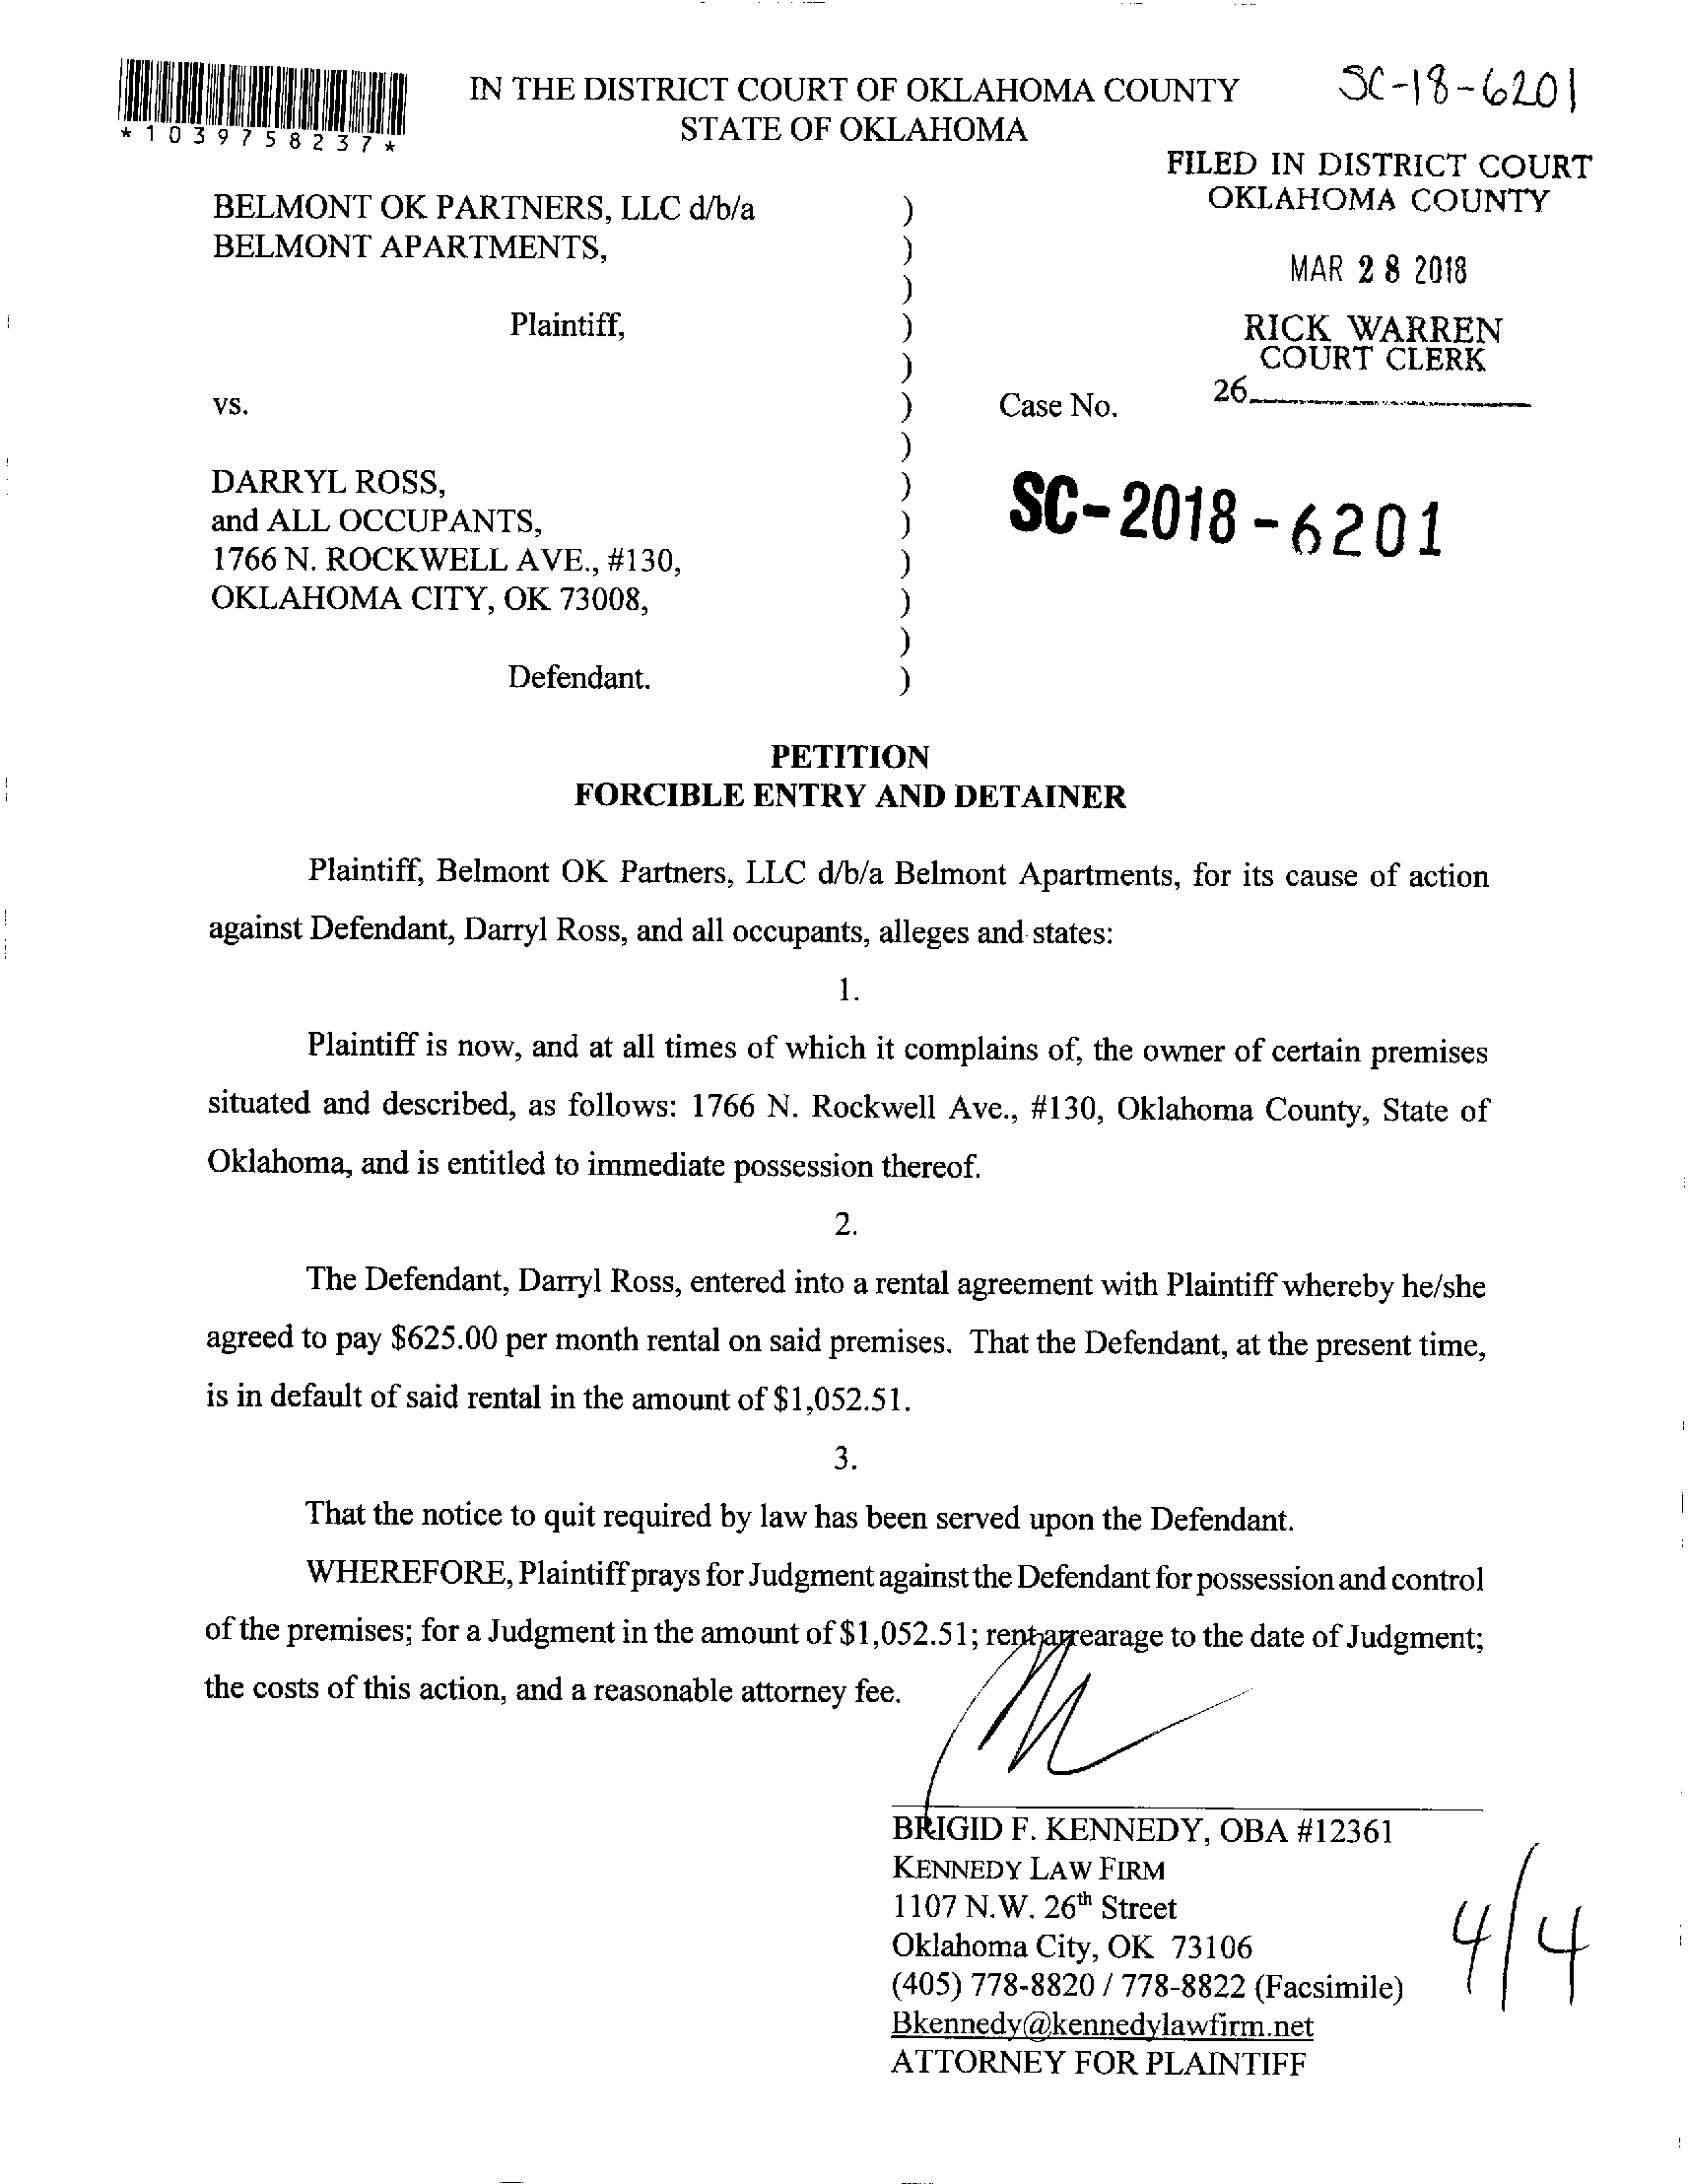 IN THE DISTRICT COURT OF OKLAHOMA COUNTY
STATE OF OKLAHOMA
SC-18-6201
*1039758237*
FILED IN DISTRICT COURT
OKLAHOMA COUNTY
MAR 28 2018
RICK WARREN
COURT CLERK
26
BELMONT OK PARTNERS, LLC d/b/a )
BELMONT APARTMENTS, )
)
Plaintiff, )
)
vs. ) Case No.
)
DARRYL ROSS, )
and ALL OCCUPANTS, ) SC-2018-6201
1766 N. ROCKWELL AVE., #130, )
OKLAHOMA CITY, OK 73008, )
)
Defendant. )
PETITION
FORCIBLE ENTRY AND DETAINER
Plaintiff, Belmont OK Partners, LLC d/b/a Belmont Apartments, for its cause of action
against Defendant, Darryl Ross, and all occupants, alleges and states:
1.
Plaintiff is now, and at all times of which it complains of, the owner of certain premises
situated and described, as follows: 1766 N. Rockwell Ave., #130, Oklahoma County, State of
Oklahoma, and is entitled to immediate possession thereof.
2.
The Defendant, Darryl Ross, entered into a rental agreement with Plaintiff whereby he/she
agreed to pay $625.00 per month rental on said premises. That the Defendant, at the present time,
is in default of said rental in the amount of $1,052.51.
3.
That the notice to quit required by law has been served upon the Defendant.
WHEREFORE, Plaintiff prays for Judgment against the Defendant for possession and control
of the premises; for a Judgment in the amount of $1,052.51; rent arrearage to the date of Judgment;
the costs of this action, and a reasonable attorney fee.
BRIGID F. KENNEDY, OBA #12361
KENNEDY LAW FIRM
1107 N.W. 26th Street
Oklahoma City, OK 73106
(405) 778-8820 / 778-8822 (Facsimile)
Bkennedy@kennedylawfirm.net
ATTORNEY FOR PLAINTIFF
4/4